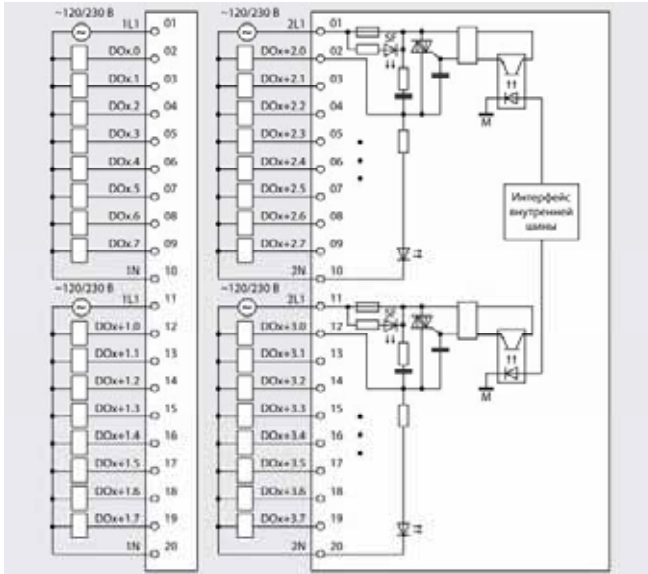 ~120/230 В
1L1 01
DOx.0 02
DOx.1 03
DOx.2 04
DOx.3 05
DOx.4 06
DOx.5 07
DOx.6 08
DOx.7 09
1N 10
~120/230 В
1L1 11
DOx+1.0 12
DOx+1.1 13
DOx+1.2 14
DOx+1.3 15
DOx+1.4 16
DOx+1.5 17
DOx+1.6 18
DOx+1.7 19
1N 20
~120/230 В
2L1 01
DOx+2.0 02
DOx+2.1 03
DOx+2.2 04
DOx+2.3 05
DOx+2.4 06
DOx+2.5 07
DOx+2.6 08
DOx+2.7 09
2N 10
~120/230 В
2L1 11
DOx+3.0 12
DOx+3.1 13
DOx+3.2 14
DOx+3.3 15
DOx+3.4 16
DOx+3.5 17
DOx+3.6 18
DOx+3.7 19
2N 20
SF
M
Интерфейс
внутренней
шины
SF
M